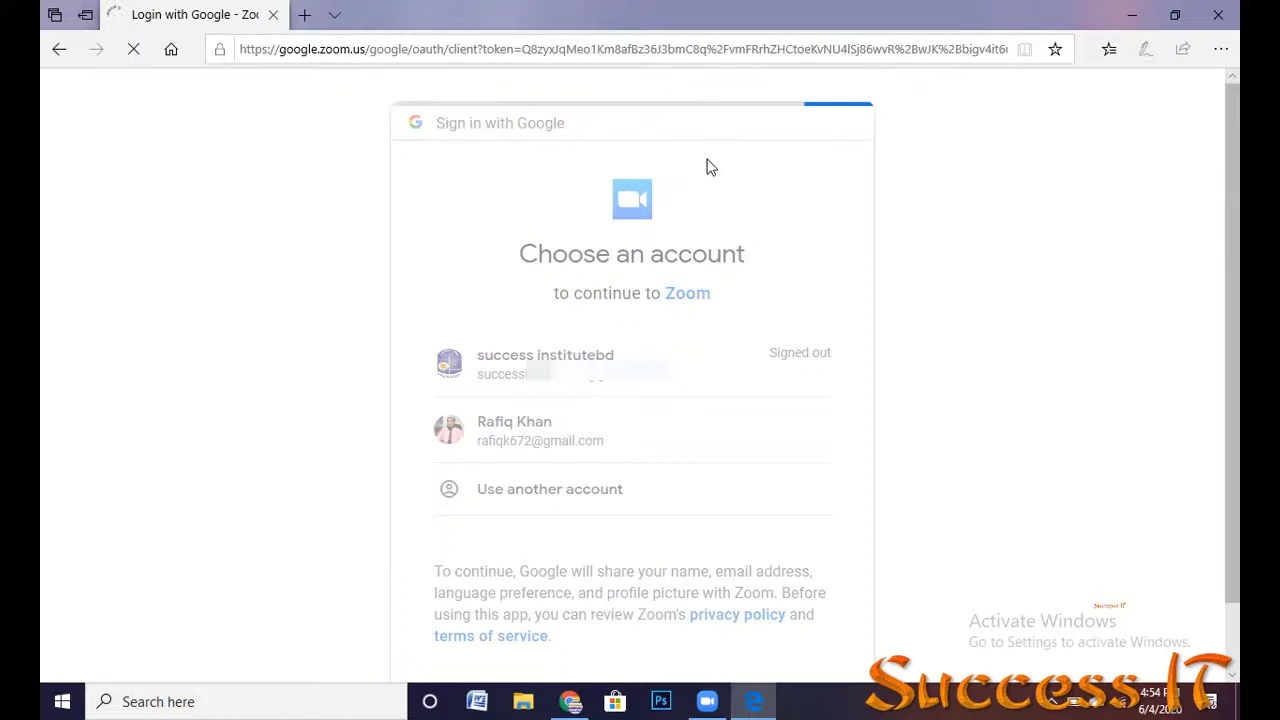 Login with Google - Zoo
https://google.zoom.us/google/oauth/client?token=Q8zyxJqMeo1Km8afBz36J3bmC8q%2FvmFRrhZHCtoeKvNU4lSj86wvR%2BwJK%2Bbigv4it6
Sign in with Google
Choose an account
to continue to Zoom
success institutebd
Signed out
success
Rafiq Khan
rafiqk672@gmail.com
Use another account
To continue, Google will share your name, email address,
language preference, and profile picture with Zoom. Before
using this app, you can review Zoom's privacy policy and
terms of service.
Success IT
Activate Windows
Go to Settings to activate Windows.
Success IT
Search here
W
Ps
4:54
6/4/2020